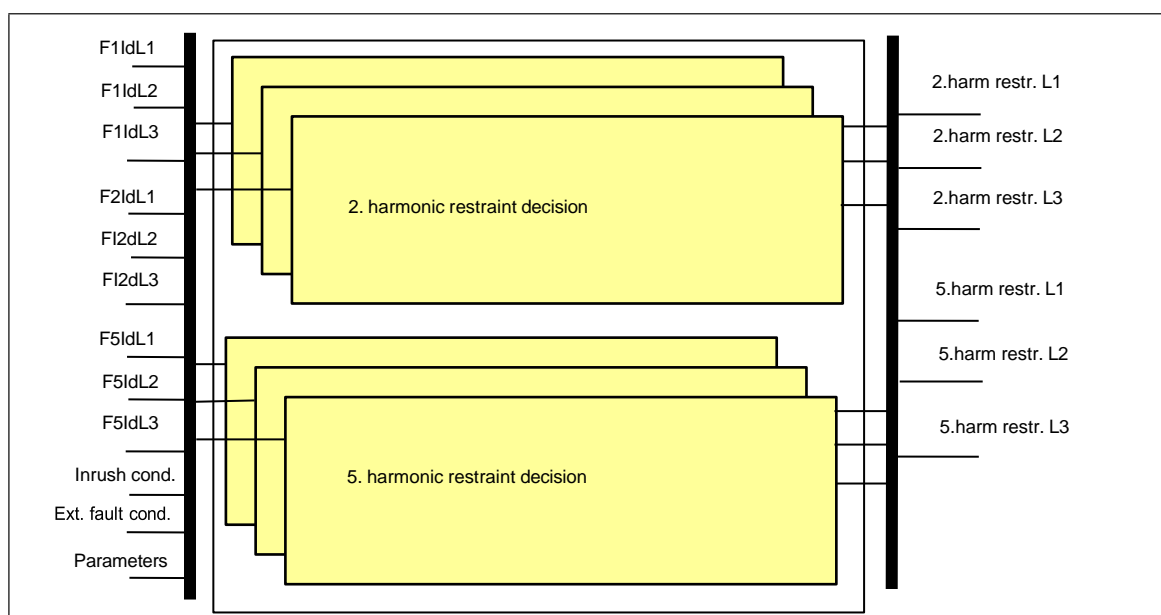 F1IdL1
F1IdL2
F1IdL3
F2IdL1
FI2dL2
FI2dL3
F5IdL1
F5IdL2
F5IdL3
Inrush cond.
Ext. fault cond.
Parameters
2. harmonic restraint decision
5. harmonic restraint decision
2.harm restr. L1
2.harm restr. L2
2.harm restr. L3
5.harm restr. L1
5.harm restr. L2
5.harm restr. L3